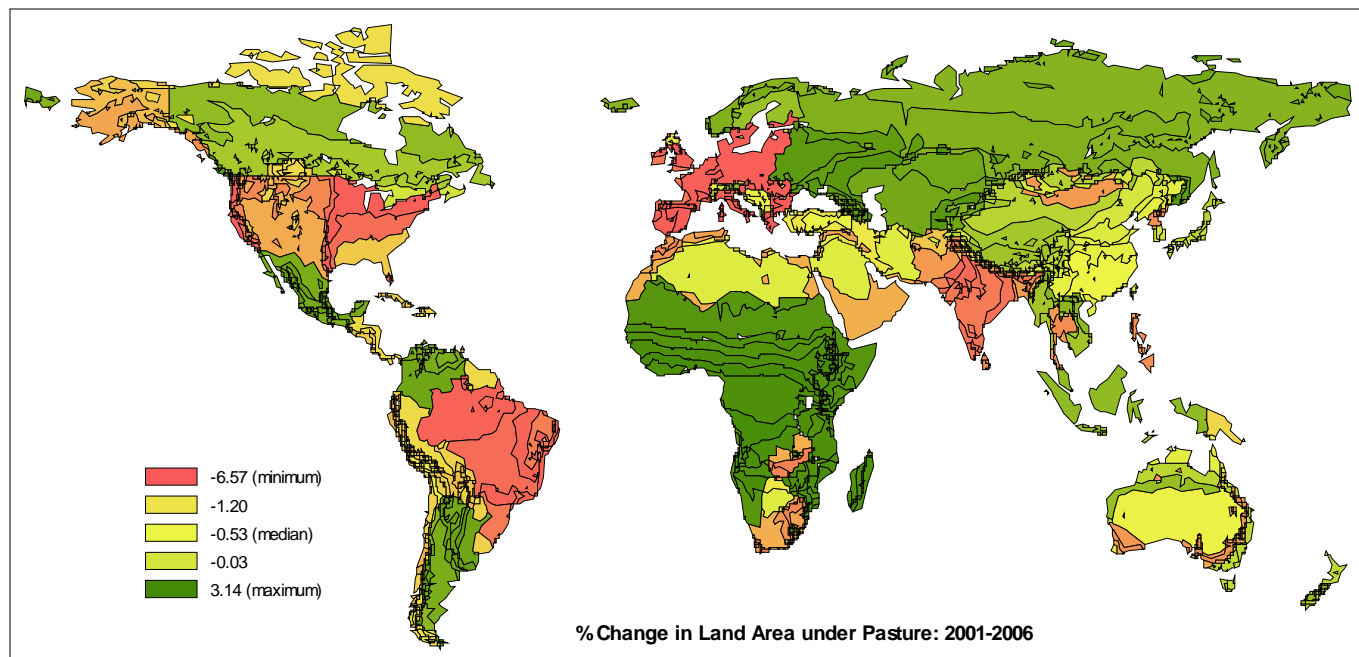 -6.57 (minimum)
-1.20
-0.53 (median)
-0.03
3.14 (maximum)
% Change in Land Area under Pasture: 2001-2006